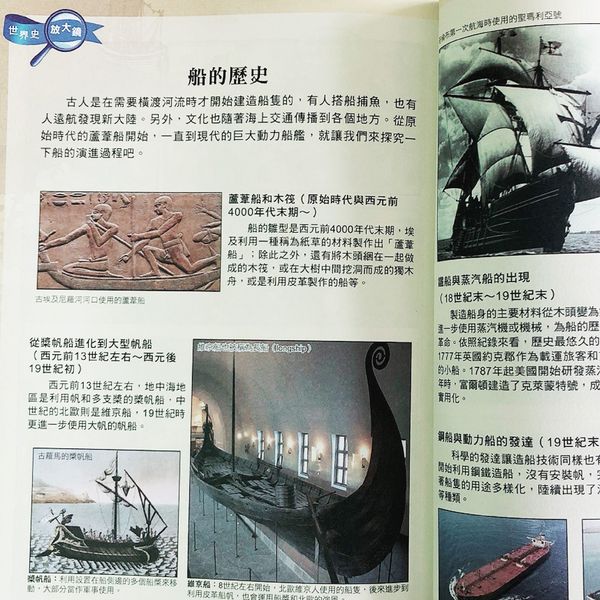 世界史
放大鏡
船的歷史
古人是在需要橫渡河流時才開始建造船隻的，有人搭船捕魚，也有
人遠航發現新大陸。另外，文化也隨著海上交通傳播到各個地方。從原
始時代的蘆葦船開始，一直到現代的巨大動力船艦，就讓我們來探究一
下船的演進過程吧。
蘆葦船和木筏（原始時代與西元前
4000年代末期～）
船的雛型是西元前4000年代末期，埃
及利用一種稱為紙草的材料製作出「蘆葦
船」；除此之外，還有將木頭綑在一起做
成的木筏，或在大樹中間挖洞而成的獨木
舟，或是利用皮革製作的船等。
古埃及尼羅河河口使用的蘆葦船
從槳帆船進化到大型帆船
（西元前13世紀左右～西元後
19世紀初）
西元前13世紀左右，地中海地
區是利用帆和多支槳的槳帆船，中
世紀的北歐則是維京船，19世紀時
更進一步使用大帆的帆船。
古羅馬的槳帆船
槳帆船：利用設置在船側邊的多個船槳來移
動，大部分當作軍事使用。
維京船也被稱為長船（longship）
維京船：8世紀左右開始，北歐維京人使用的船隻，後來進步到
利用皮革船帆，也會運用船槳和北歐的強風。
第一次航海時使用的聖瑪利亞號
鐵船與蒸汽船的出現
（18世紀末～19世紀末）
製造船身的主要材料從木頭變為
進一步使用蒸汽機或機械，為船的歷
革命。依照紀錄來看，歷史最悠久的
1777年英國約克郡作為載運旅客和
的小船。1787年起美國開始研發蒸
年時，富爾頓建造了克萊蒙特號，成
實用化。
鋼船與動力船的發達（19世紀末
科學的發達讓造船技術同樣也有
開始利用鋼鐵造船，沒有安裝帆，
著船隻的用途多樣化，陸續出現了
等種類。